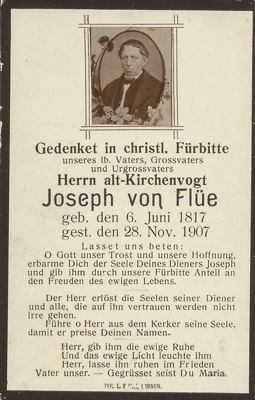 Gedenket in christl. Fürbitte
unseres lb. Vaters, Grossvaters
und Urgrossvaters
Herrn alt-Kirchenvogt
Joseph von Flüe
geb. den 6. Juni 1817
gest. den 28. Nov. 1907
Lasset uns beten:
O Gott unser Trost und unsere Hoffnung,
erbarme Dich der Seele Deines Dieners Joseph
und gib ihm durch unsere Fürbitte Anteil an
den Freuden des ewigen Lebens.
Der Herr erlöst die Seelen seiner Diener
und alle, die auf ihn vertrauen werden nicht
irre gehen.
Führe o Herr aus dem Kerker seine Seele,
damit er preise Deinen Namen.
Herr, gib ihm die ewige Ruhe
Und das ewige Licht leuchte ihm
Herr, lasse ihn ruhen im Frieden
Vater unser. — Gegrüsset seist Du Maria.
TYP.